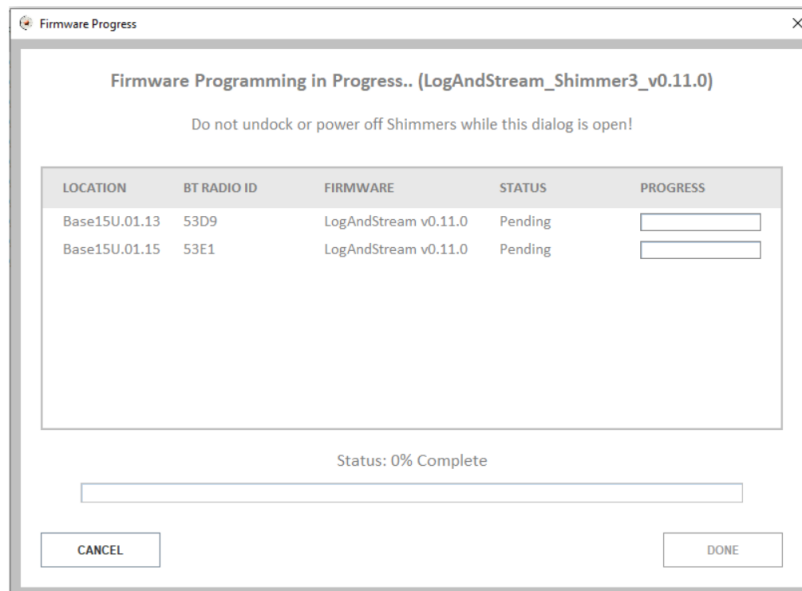 Firmware Progress
Firmware Programming in Progress.. (LogAndStream_Shimmer3_v0.11.0)
Do not undock or power off Shimmers while this dialog is open!
LOCATION BT RADIO ID FIRMWARE STATUS PROGRESS
Base15U.01.13 53D9 LogAndStream v0.11.0 Pending
Base15U.01.15 53E1 LogAndStream v0.11.0 Pending
Status: 0% Complete
CANCEL DONE